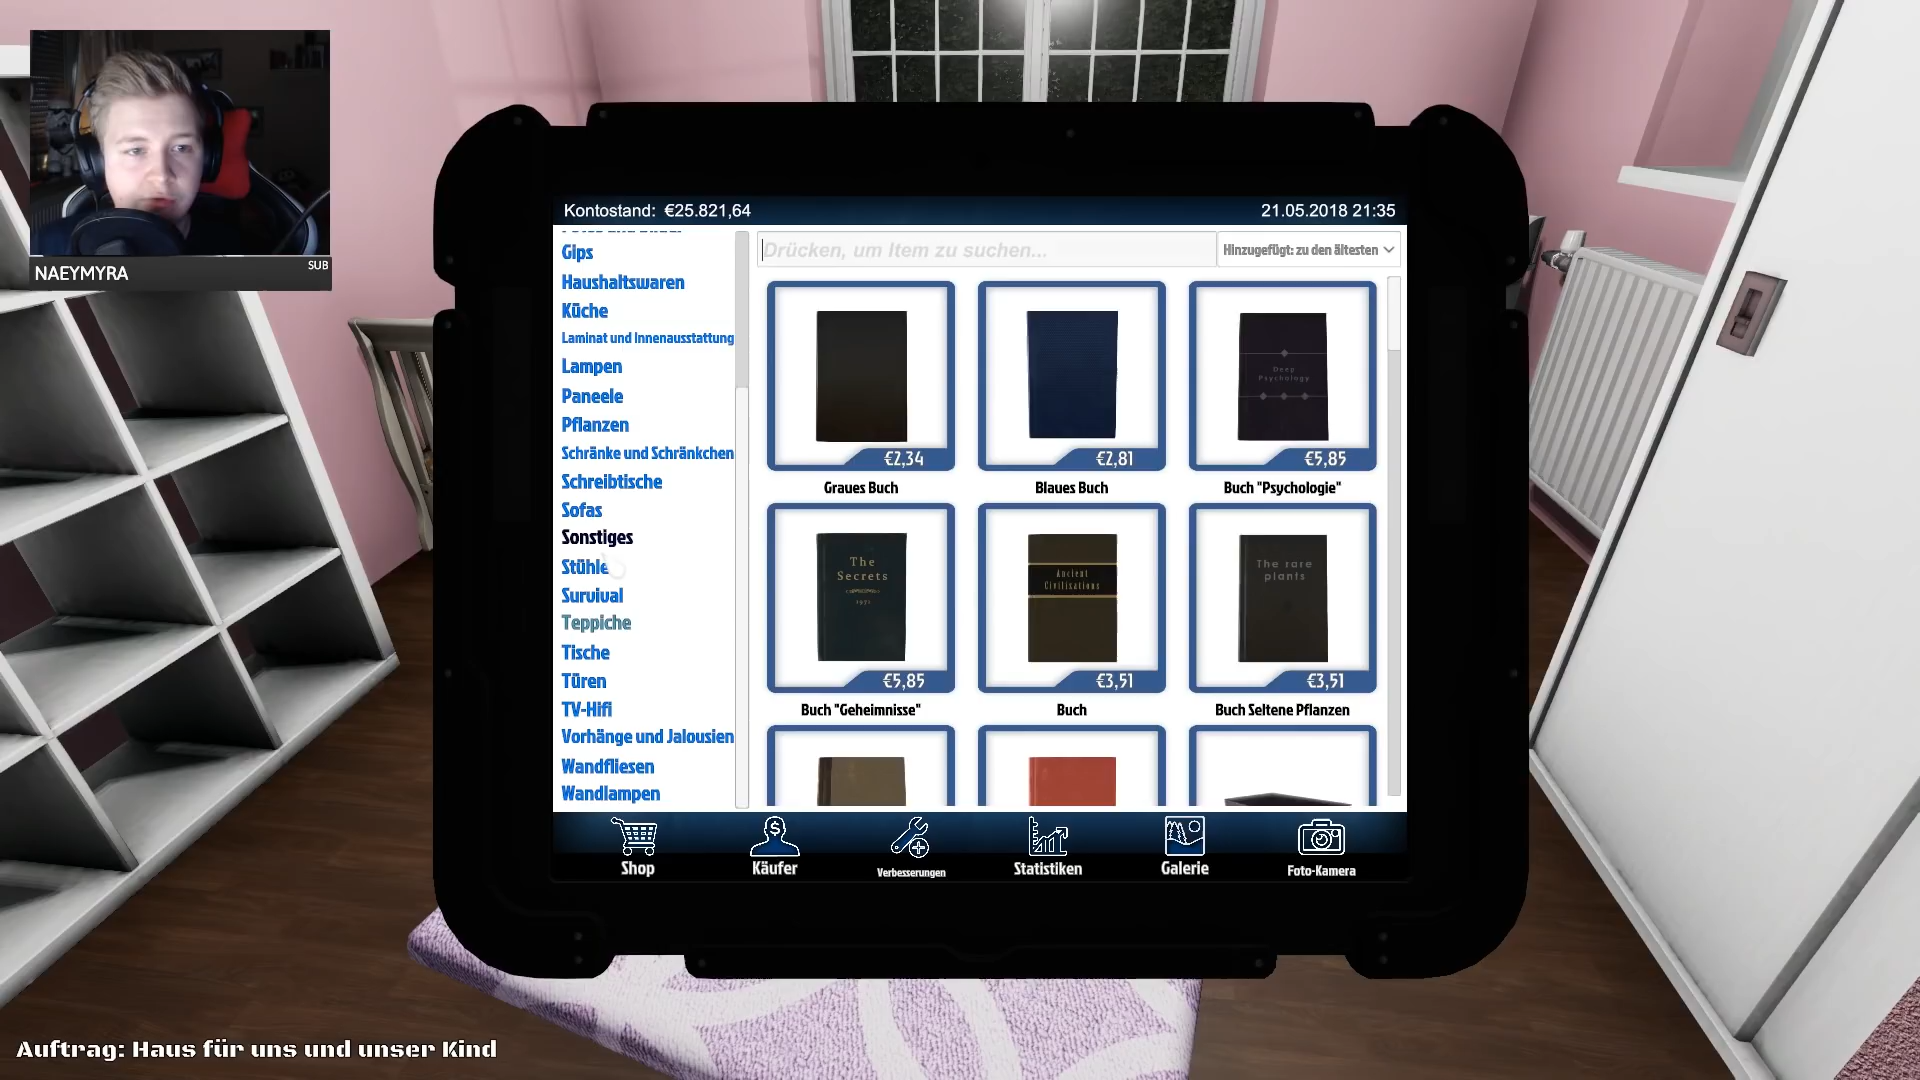 NAEYMYRA
SUB
Kontostand: €25.821,64
21.05.2018 21:35
Gips
Haushaltswaren
Küche
Laminat und Innenausstattung
Lampen
Paneele
Pflanzen
Schränke und Schränkchen
Schreibtische
Sofas
Sonstiges
Stühle
Survival
Teppiche
Tische
Türen
TV-Hifi
Vorhänge und Jalousien
Wandfliesen
Wandlampen
Drücken, um Item zu suchen...
Hinzugefügt: zu den ältesten
Deep
Psychology
€2,34
€2,81
€5,85
Graues Buch
Blaues Buch
Buch "Psychologie"
The
Secrets
1971
Ancient
Civilisations
The rare
plants
€5,85
€3,51
€3,51
Buch "Geheimnisse"
Buch
Buch Seltene Pflanzen
Shop
Käufer
Verbesserungen
Statistiken
Galerie
Foto-Kamera
Auftrag: Haus für uns und unser Kind